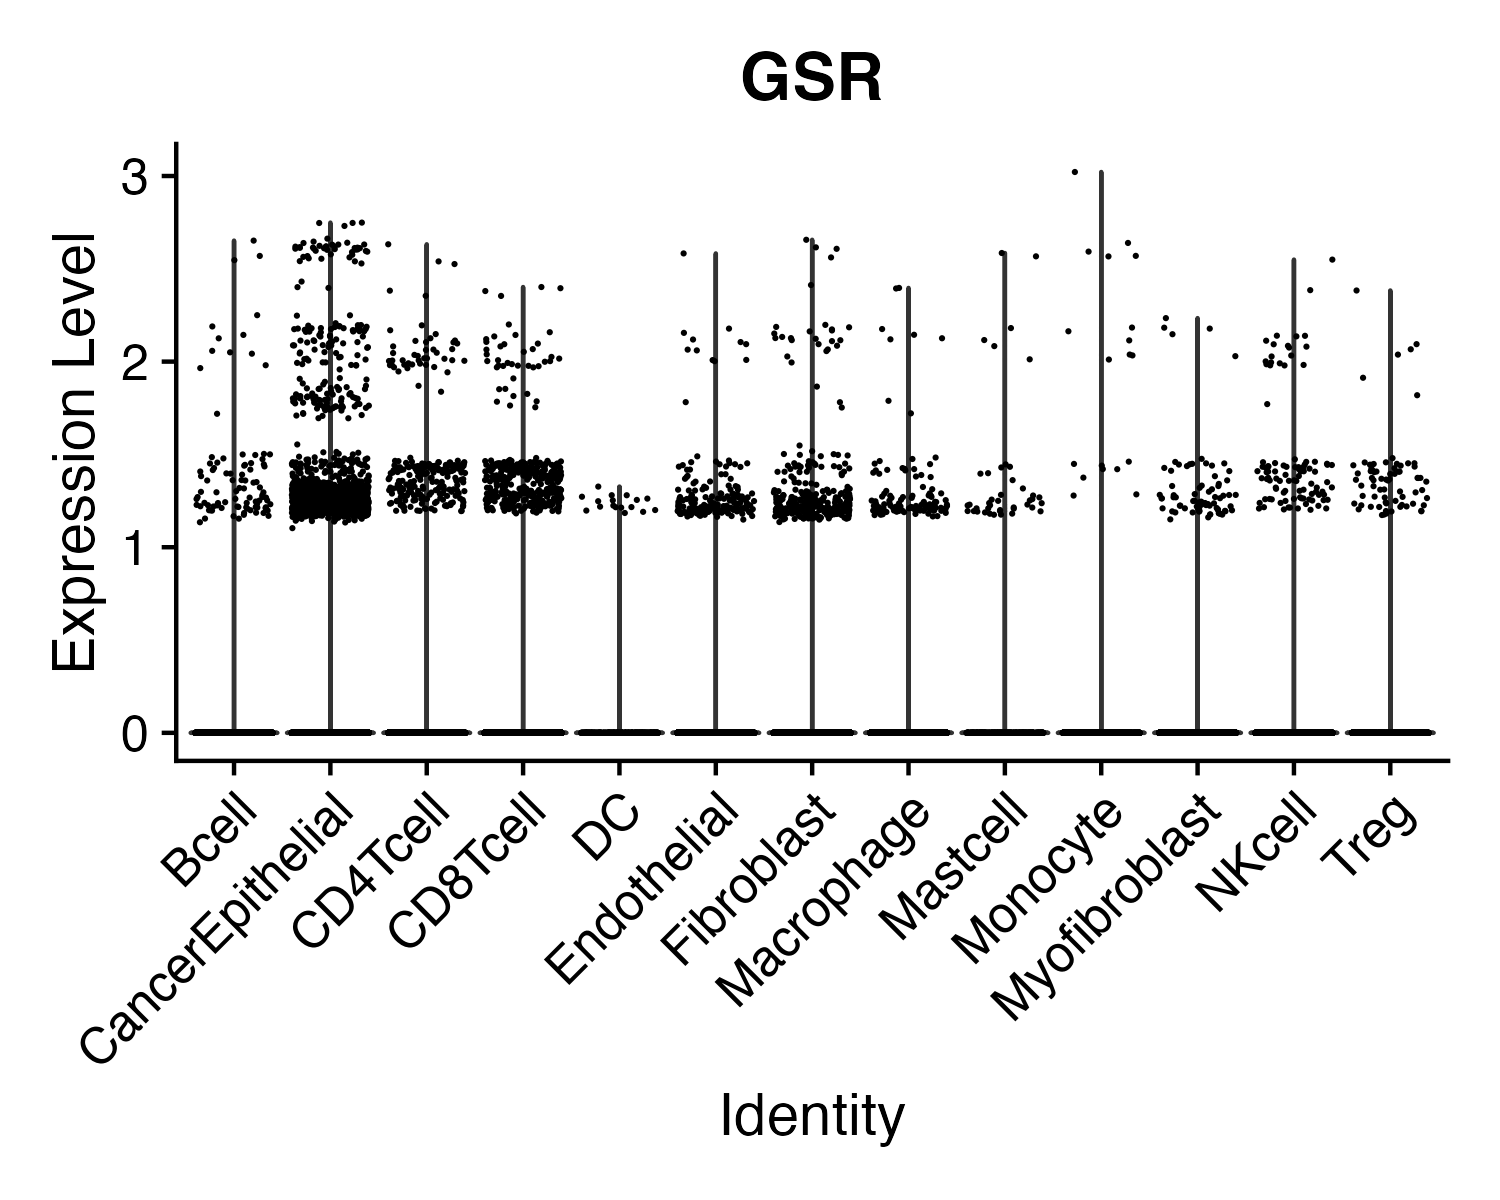 GSR
Expression Level
3
2
1
0
Bcell
CancerEpithelial
CD4Tcell
CD8Tcell
DC
Endothelial
Fibroblast
Macrophage
Mastcell
Monocyte
Myofibroblast
NKcell
Treg
Identity